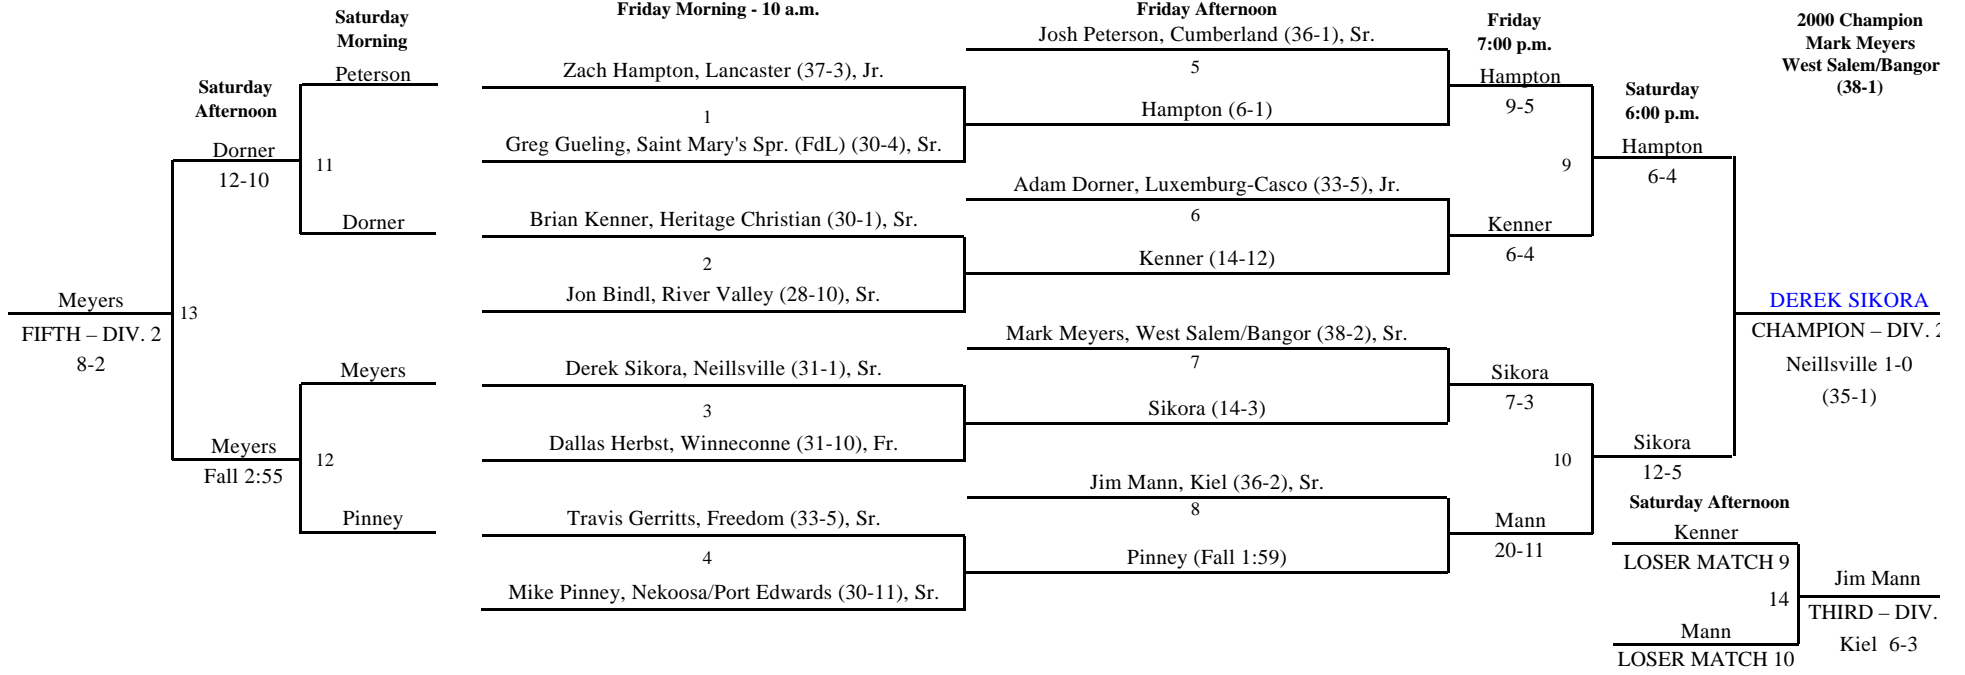 Saturday
Morning
Peterson
Saturday
Afternoon
Dorner
12-10
11
Dorner
Meyers
FIFTH – DIV. 2
8-2
13
Meyers
Meyers
Fall 2:55
12
Pinney
Friday Morning - 10 a.m.
Zach Hampton, Lancaster (37-3), Jr.
1
Greg Gueling, Saint Mary's Spr. (FdL) (30-4), Sr.
Brian Kenner, Heritage Christian (30-1), Sr.
2
Jon Bindl, River Valley (28-10), Sr.
Derek Sikora, Neillsville (31-1), Sr.
3
Dallas Herbst, Winneconne (31-10), Fr.
Travis Gerritts, Freedom (33-5), Sr.
4
Mike Pinney, Nekoosa/Port Edwards (30-11), Sr.
Friday Afternoon
Josh Peterson, Cumberland (36-1), Sr.
5
Hampton (6-1)
Adam Dorner, Luxemburg-Casco (33-5), Jr.
6
Kenner (14-12)
Mark Meyers, West Salem/Bangor (38-2), Sr.
7
Sikora (14-3)
Jim Mann, Kiel (36-2), Sr.
8
Pinney (Fall 1:59)
Friday
7:00 p.m.
Hampton
9-5
9
Kenner
6-4
Sikora
7-3
10
Mann
20-11
Saturday
6:00 p.m.
Hampton
6-4
Sikora
12-5
2000 Champion
Mark Meyers
West Salem/Bangor
(38-1)
DEREK SIKORA
CHAMPION – DIV. 2
Neillsville 1-0
(35-1)
Saturday Afternoon
Kenner
LOSER MATCH 9
14
Mann
LOSER MATCH 10
Jim Mann
THIRD – DIV.
Kiel 6-3